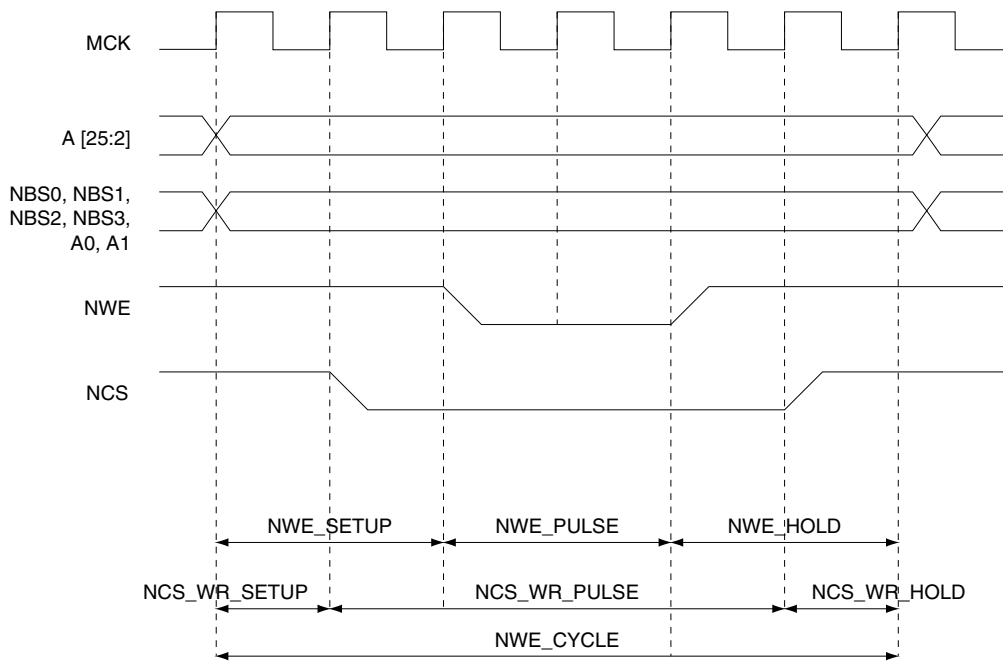 MCK
A [25:2]
NBS0, NBS1,
NBS2, NBS3,
A0, A1
NWE
NCS
NWE_SETUP NWE_PULSE NWE_HOLD
NCS_WR_SETUP NCS_WR_PULSE NCS_WR_HOLD
NWE_CYCLE